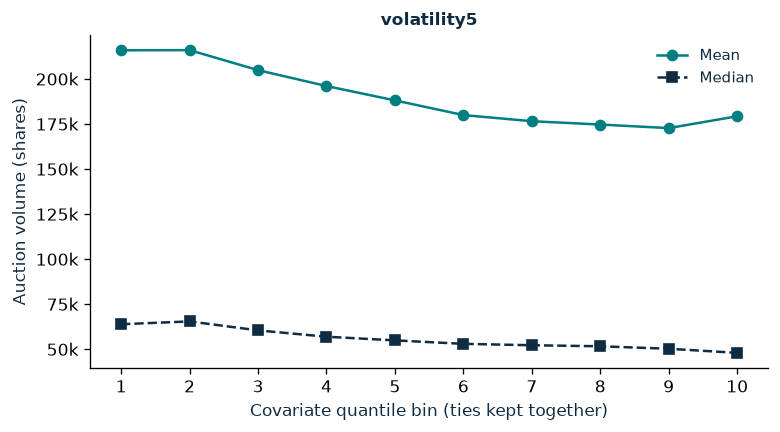 volatility5
Mean
Median
Auction volume (shares)
200k
175k
150k
125k
100k
75k
50k
1 2 3 4 5 6 7 8 9 10
Covariate quantile bin (ties kept together)